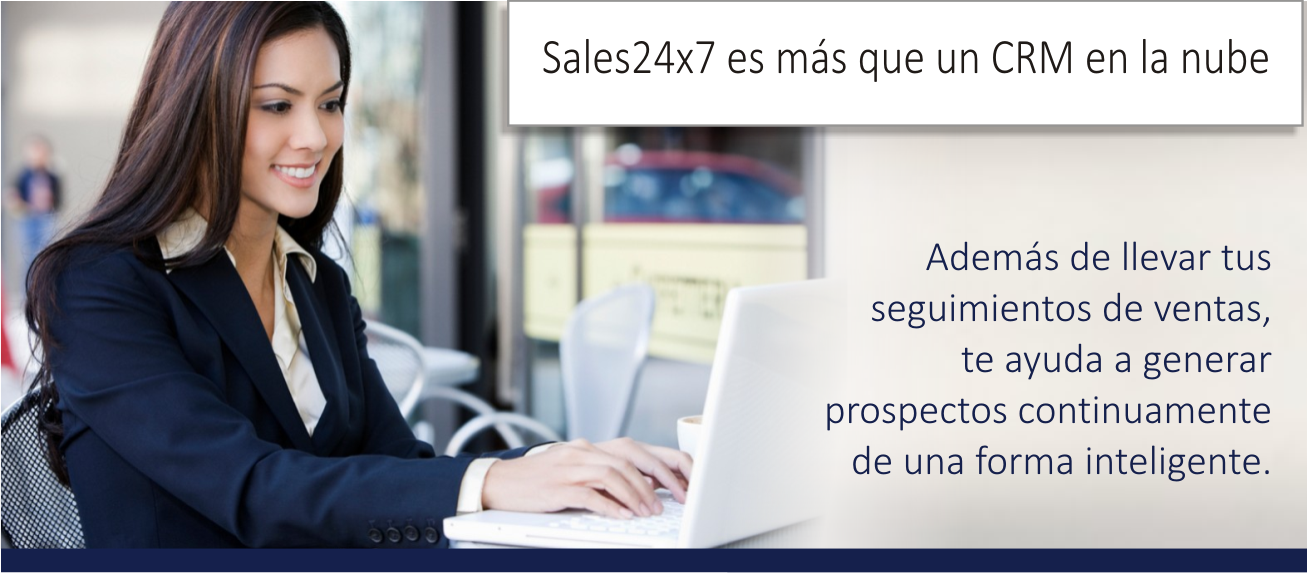 Sales24x7 es más que un CRM en la nube
Además de llevar tus
seguimientos de ventas,
te ayuda a generar
prospectos continuamente
de una forma inteligente.